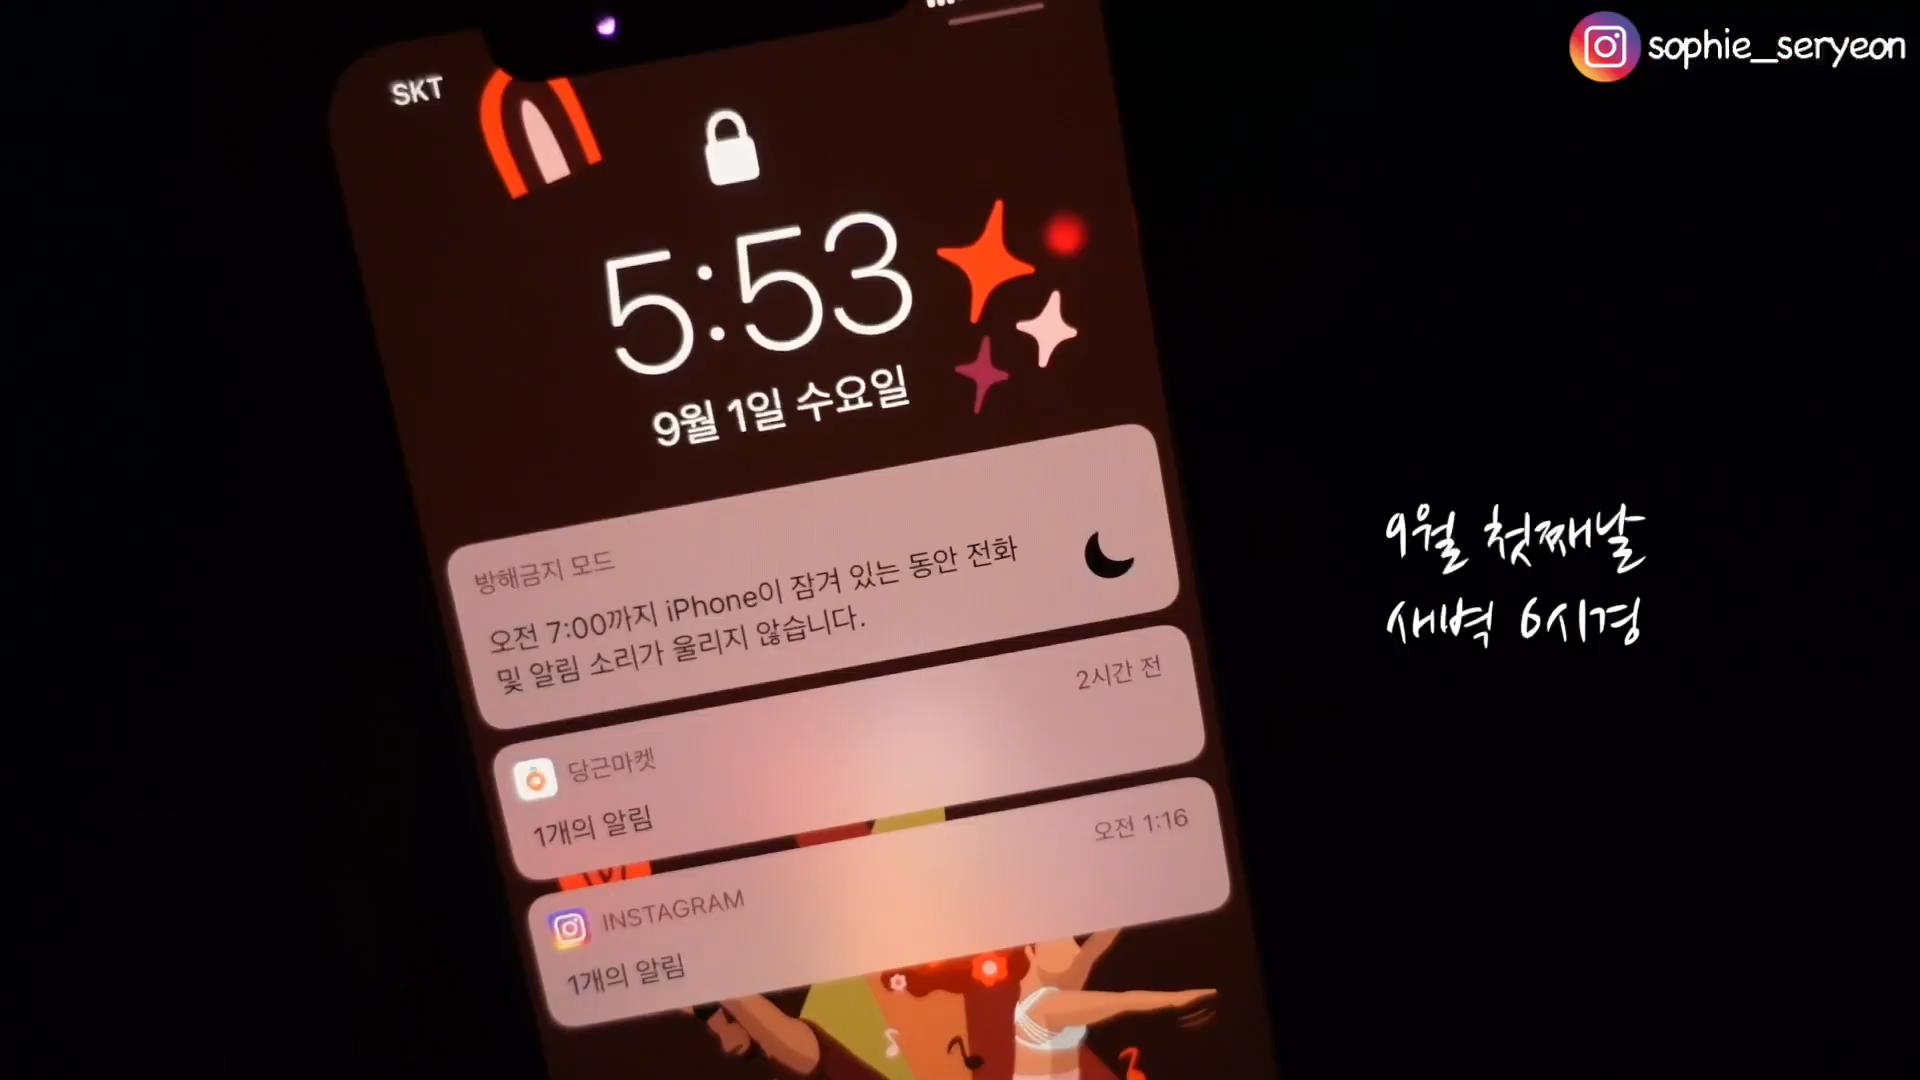 sophie_seryeon
SKT
5:53
9월 1일 수요일
방해금지 모드
오전 7:00까지 iPhone이 잠겨 있는 동안 전화
및 알림 소리가 울리지 않습니다.
당근마켓
2시간 전
1개의 알림
INSTAGRAM
오전 1:16
1개의 알림
9월 첫째날
새벽 6시경